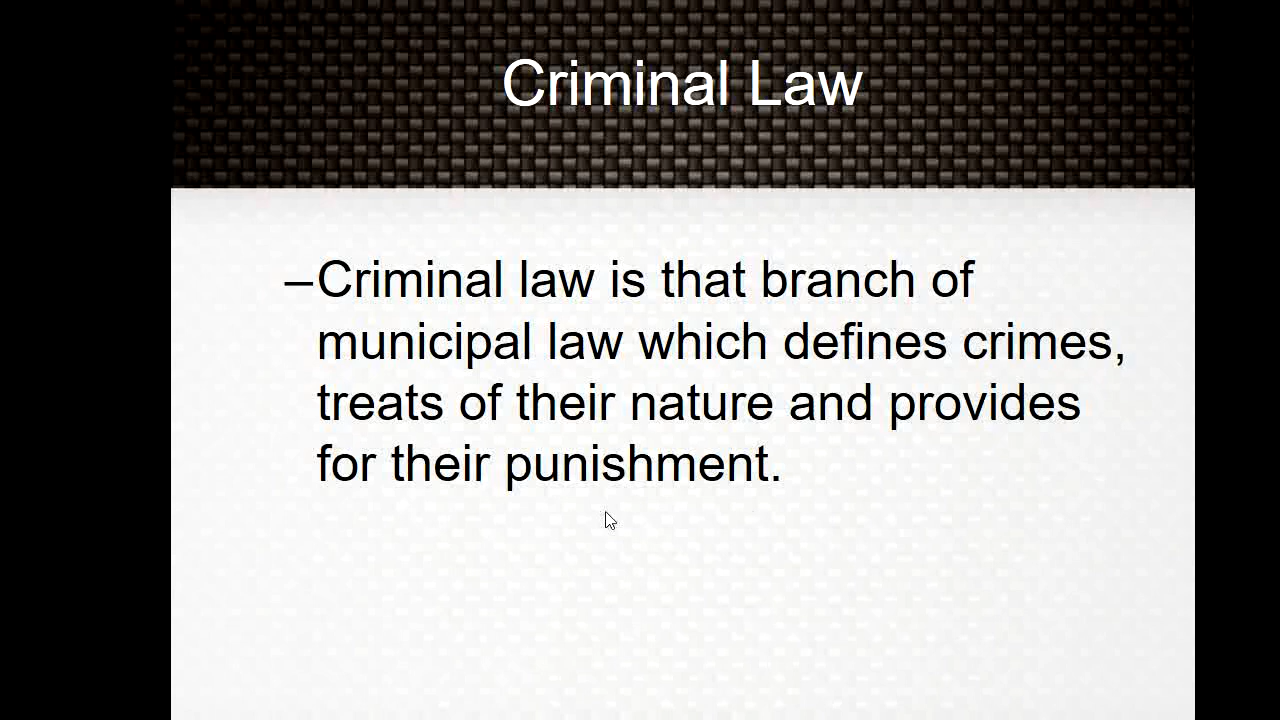 Criminal Law
–Criminal law is that branch of
municipal law which defines crimes,
treats of their nature and provides
for their punishment.